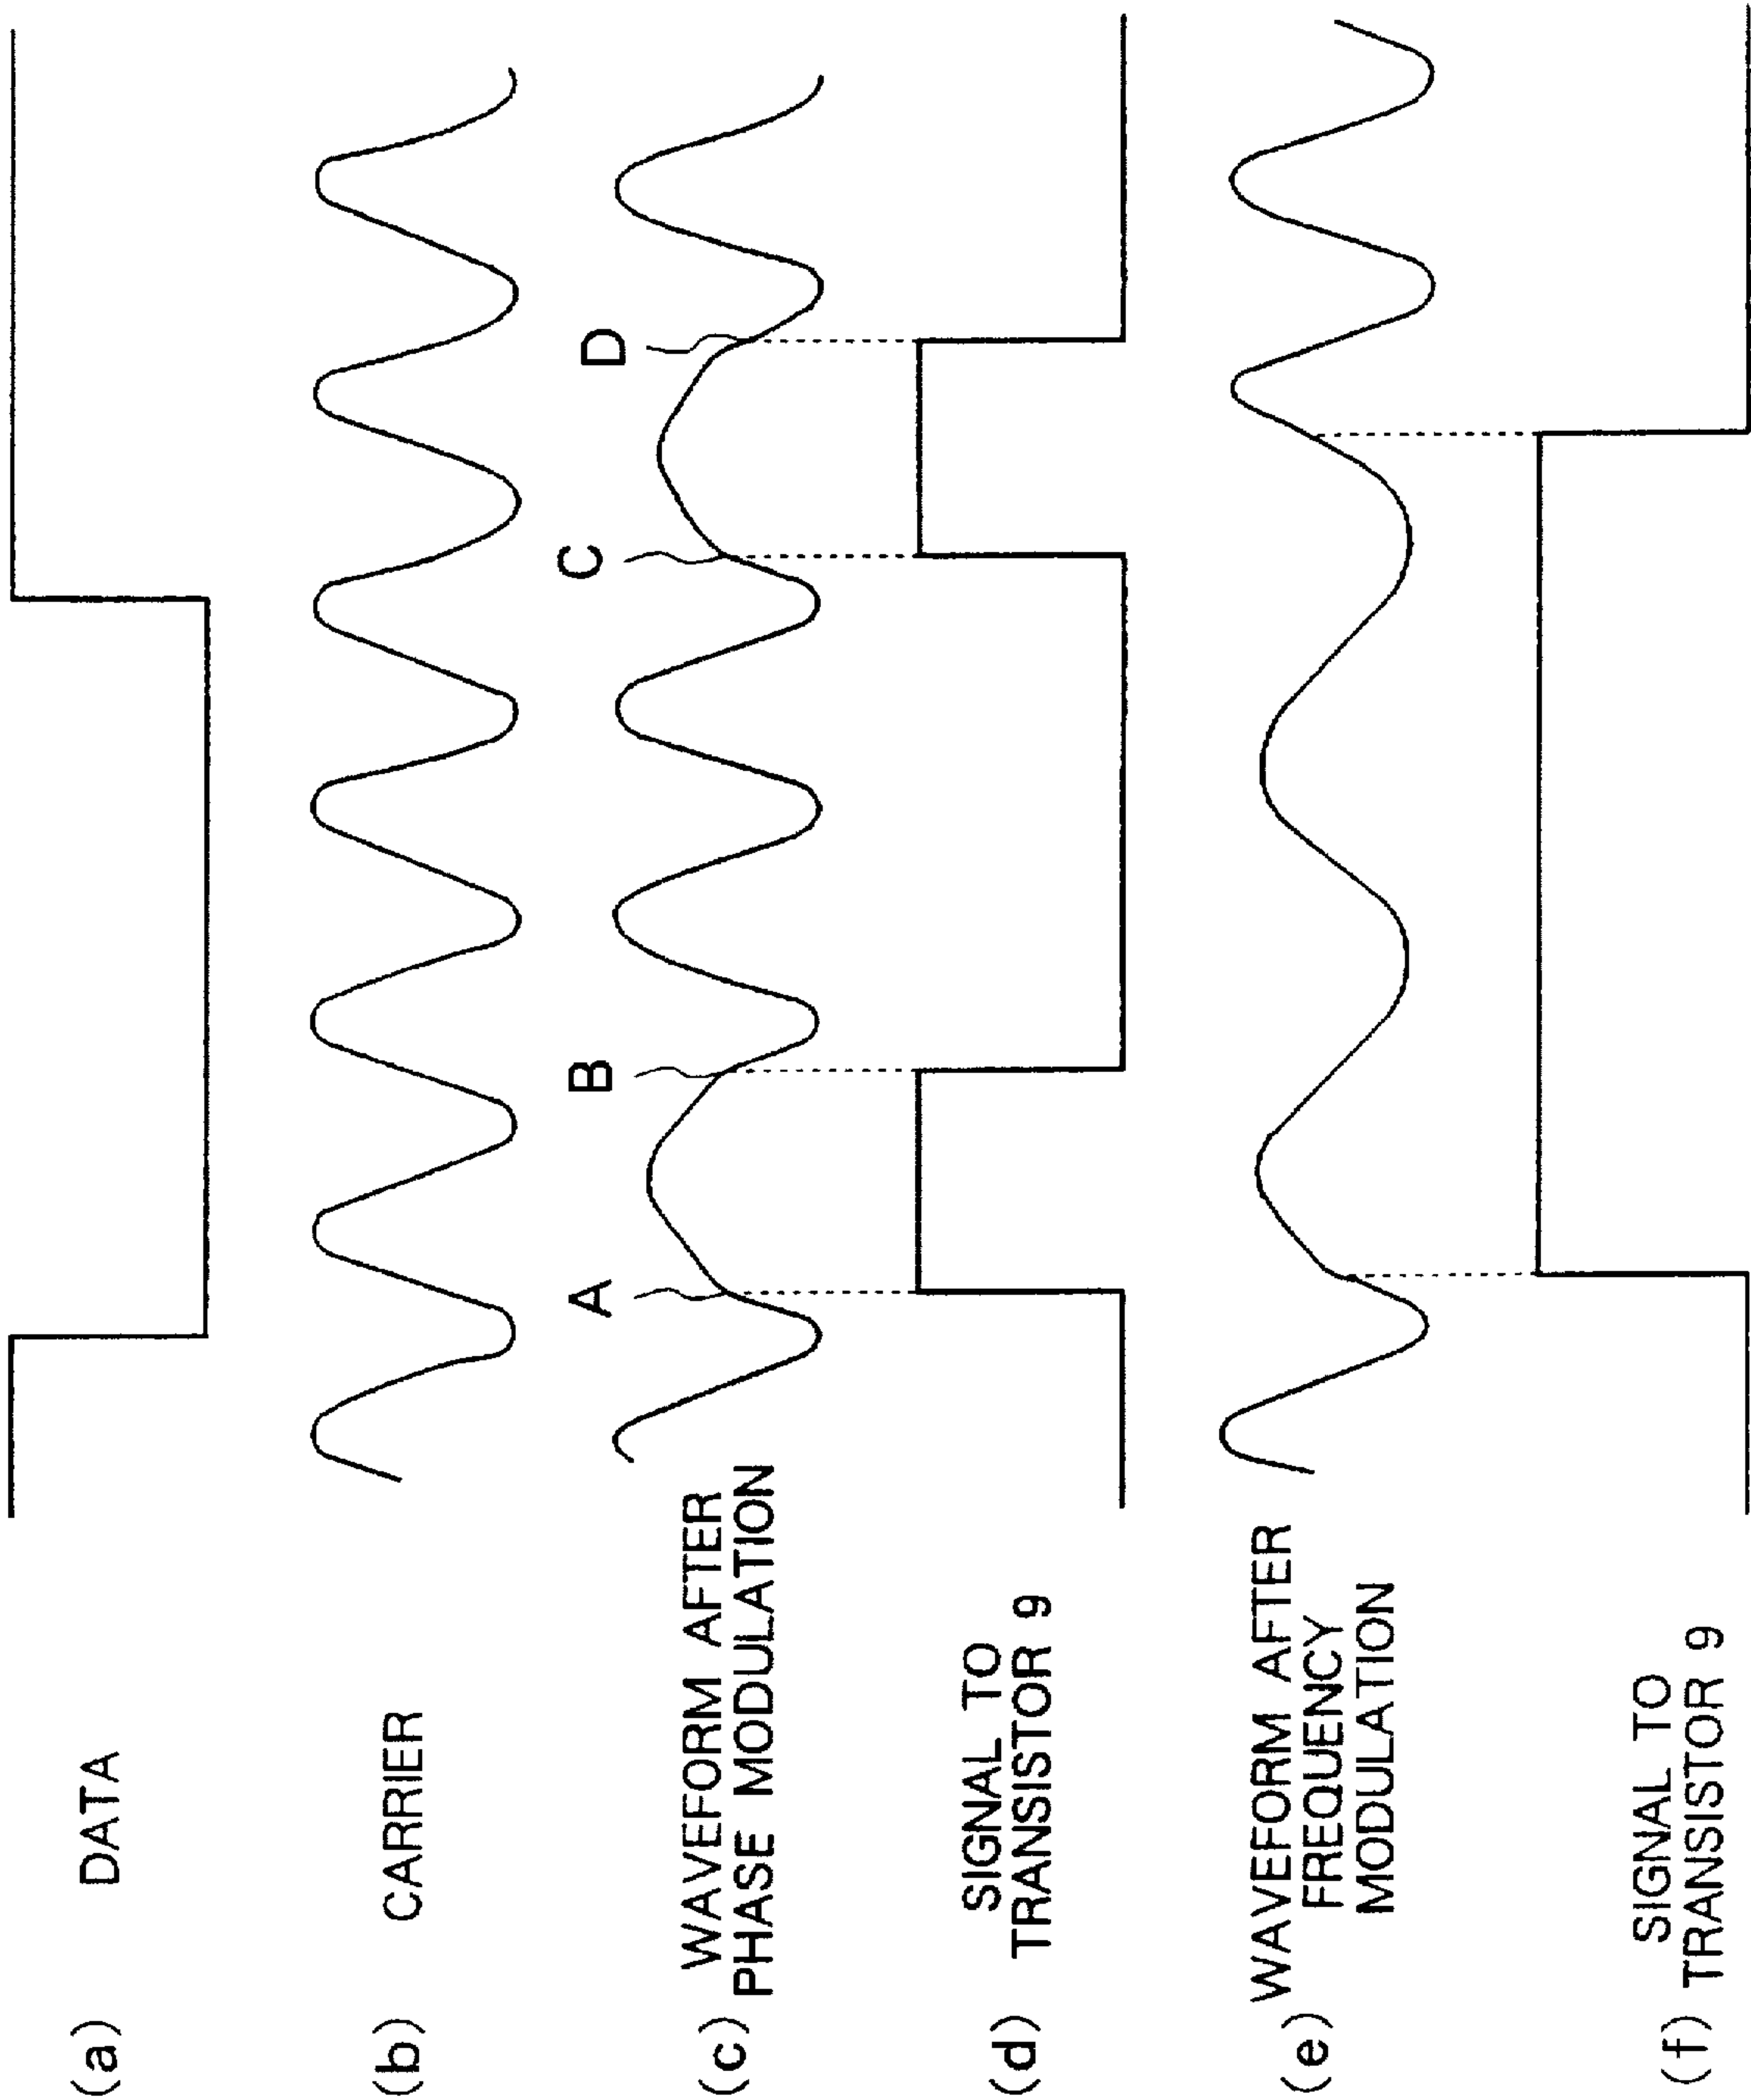 (a) DATA
(b) CARRIER
(c) WAVEFORM AFTER
PHASE MODULATION
A
B
C
D
(d) SIGNAL TO
TRANSISTOR 9
(e) WAVEFORM AFTER
FREQUENCY
MODULATION
(f) SIGNAL TO
TRANSISTOR 9